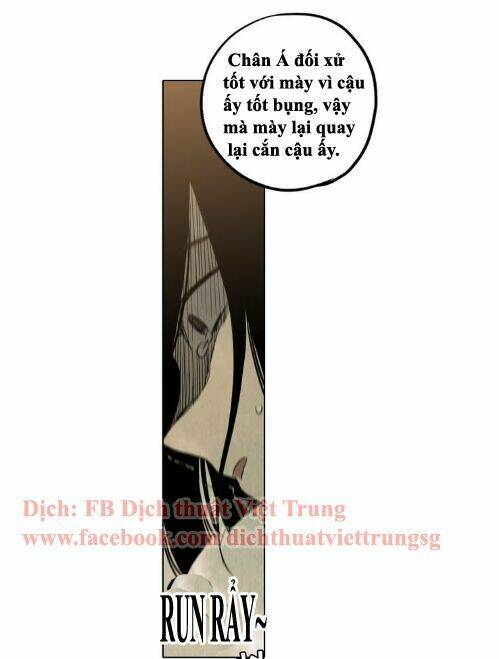 Chân Á đối xử
tốt với mày vì cậu
ấy tốt bụng, vậy
mà mày lại quay
lại cắn cậu ấy.
Dịch: FB Dịch thuật Việt Trung
www.facebook.com/dichthuatviettrungsg
RUN RẨY~